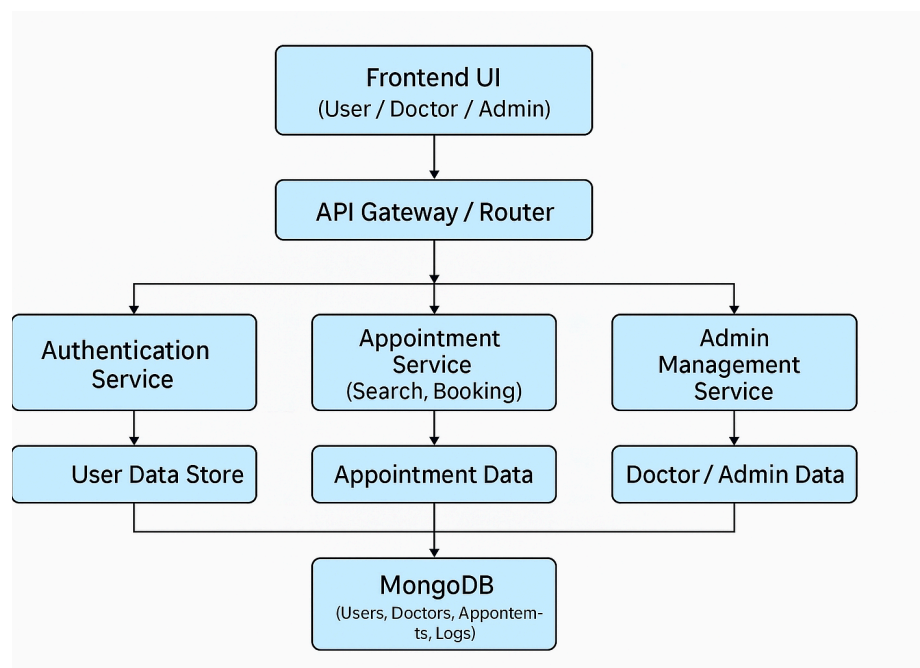 Frontend UI
(User / Doctor / Admin)
API Gateway / Router
Authentication
Service
Appointment
Service
(Search, Booking)
Admin
Management
Service
User Data Store
Appointment Data
Doctor / Admin Data
MongoDB
(Users, Doctors, Appontem-
ts, Logs)